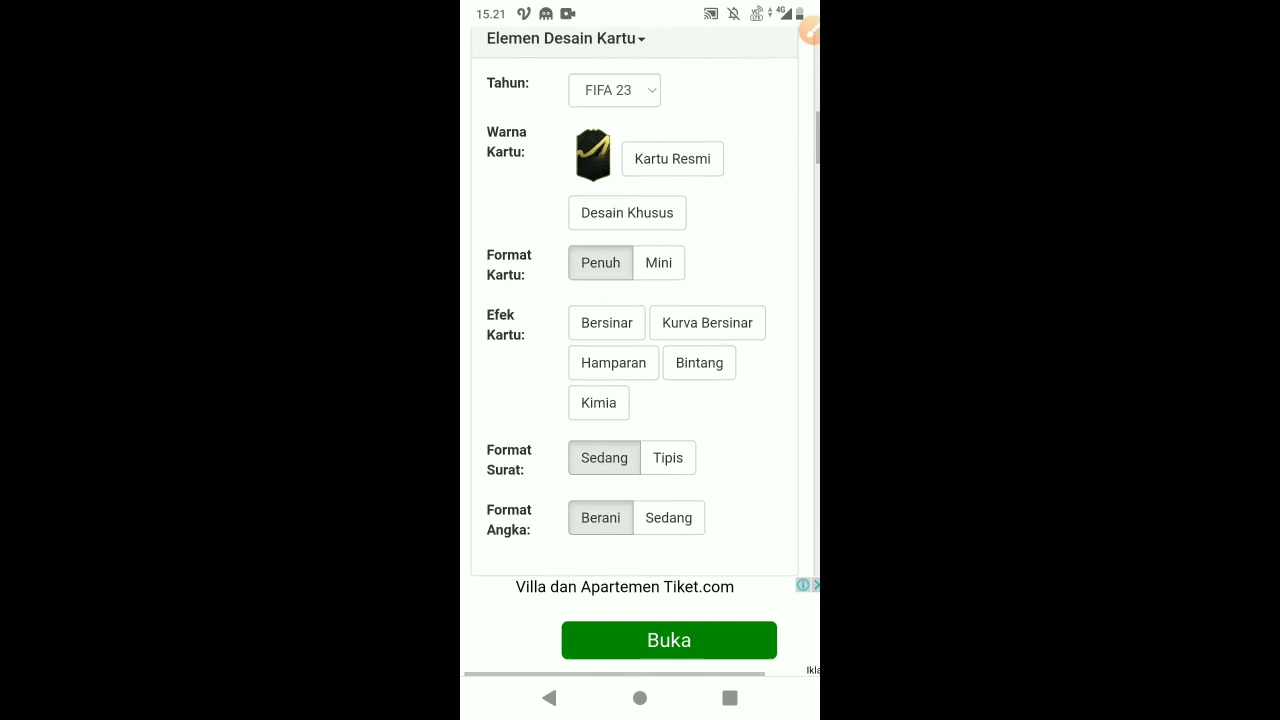 15.21
4G
Elemen Desain Kartu
Tahun:
FIFA 23
Warna
Kartu:
Kartu Resmi
Desain Khusus
Format
Kartu:
Penuh
Mini
Efek
Kartu:
Bersinar
Kurva Bersinar
Hamparan
Bintang
Kimia
Format
Surat:
Sedang
Tipis
Format
Angka:
Berani
Sedang
Villa dan Apartemen Tiket.com
Buka